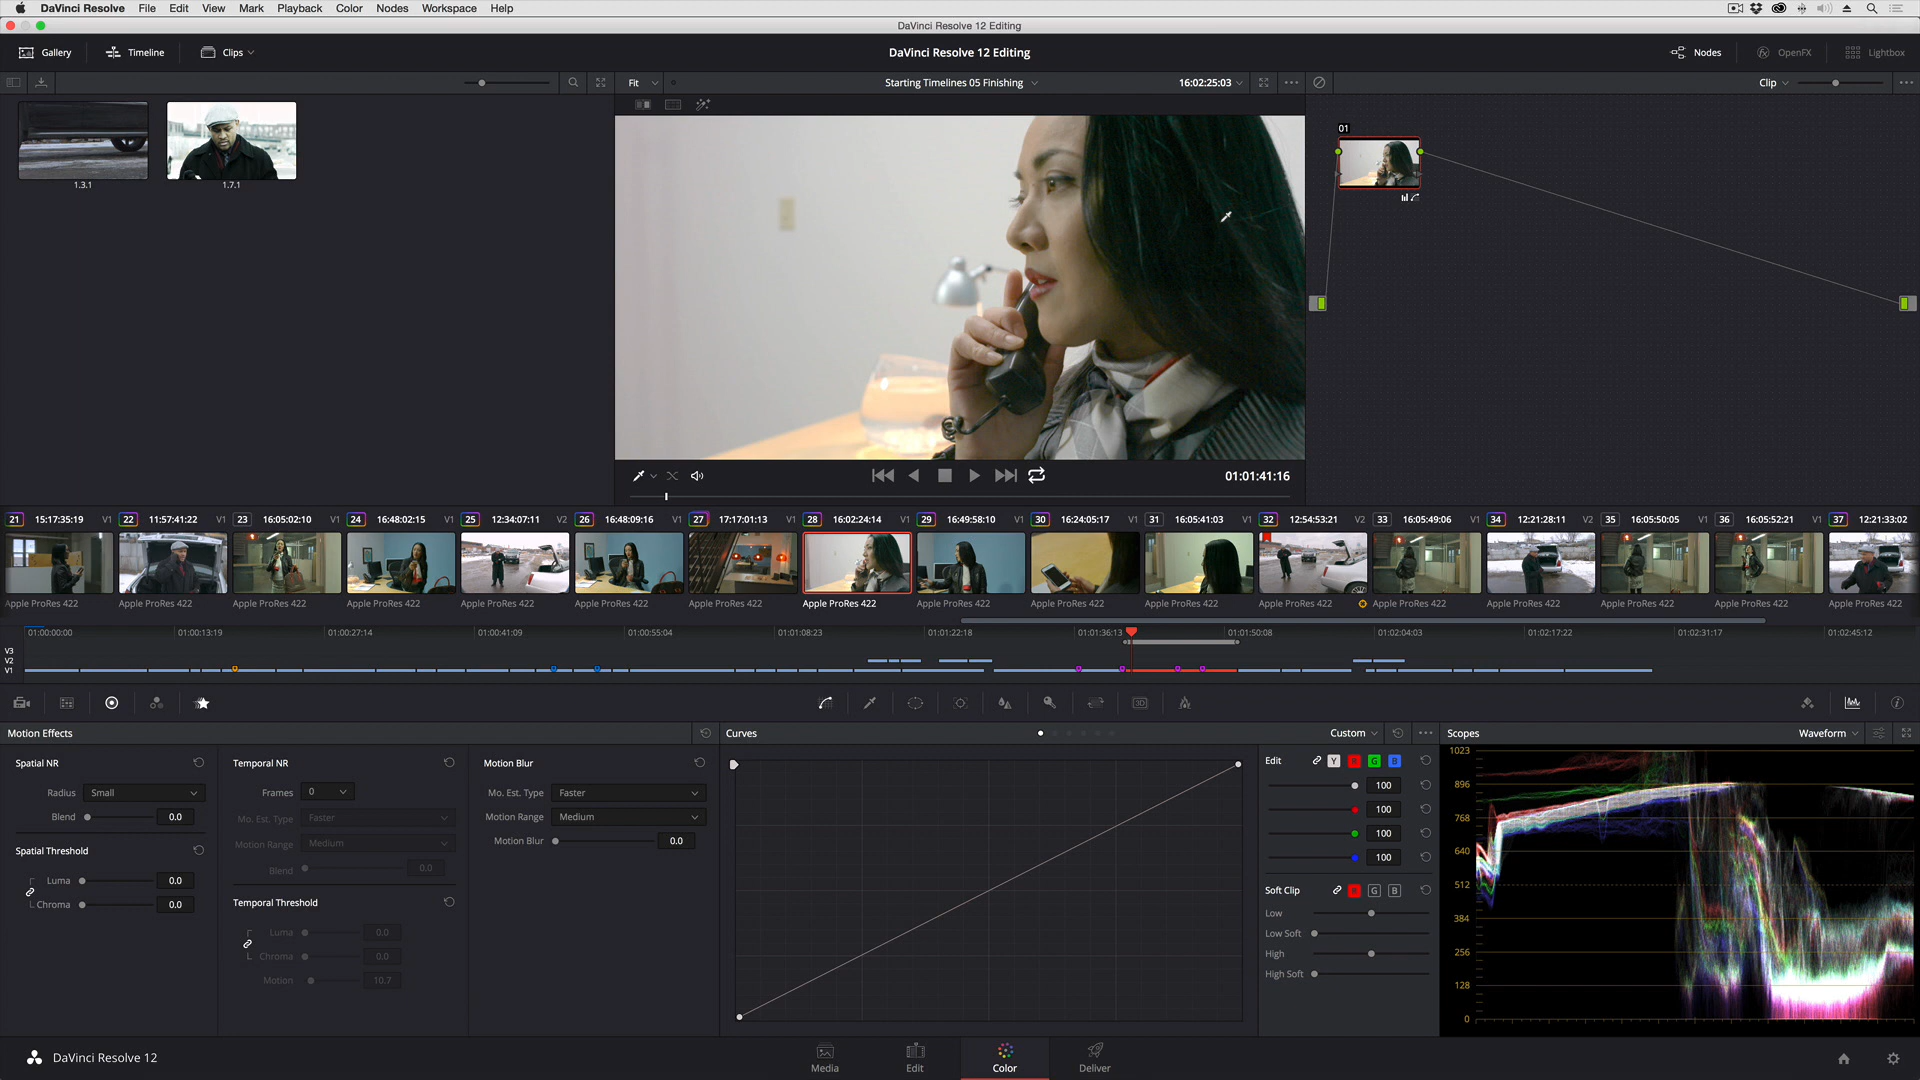 DaVinci Resolve File Edit View Mark Playback Color Nodes Workspace Help
DaVinci Resolve 12 Editing
Gallery Timeline Clips DaVinci Resolve 12 Editing Nodes OpenFX Lightbox
Fit Starting Timelines 05 Finishing 16:02:25:03 Clip
1.3.1 1.7.1
01
01:01:41:16
21 15:17:35:19 V1 22 11:57:41:22 V1 23 16:05:02:10 V1 24 16:48:02:15 V1 25 12:34:07:11 V2 26 16:48:09:16 V1 27 17:17:01:13 V1 28 16:02:24:14 V1 29 16:49:58:10 V1 30 16:24:05:17 V1 31 16:05:41:03 V1 32 12:54:53:21 V2 33 16:05:49:06 V1 34 12:21:28:11 V2 35 16:05:50:05 V1 36 16:05:52:21 V1 37 12:21:33:02
Apple ProRes 422 Apple ProRes 422 Apple ProRes 422 Apple ProRes 422 Apple ProRes 422 Apple ProRes 422 Apple ProRes 422 Apple ProRes 422 Apple ProRes 422 Apple ProRes 422 Apple ProRes 422 Apple ProRes 422 Apple ProRes 422 Apple ProRes 422 Apple ProRes 422 Apple ProRes 422 Apple ProRes 422
01:00:00:00 01:00:13:19 01:00:27:14 01:00:41:09 01:00:55:04 01:01:08:23 01:01:22:18 01:01:36:13 01:01:50:08 01:02:04:03 01:02:17:22 01:02:31:17 01:02:45:12
V3
V2
V1
3D
Motion Effects
Spatial NR
Radius Small
Blend 0.0
Spatial Threshold
Luma 0.0
Chroma 0.0
Temporal NR
Frames 0
Mo. Est. Type Faster
Motion Range Medium
Blend 0.0
Temporal Threshold
Luma 0.0
Chroma 0.0
Motion 10.7
Motion Blur
Mo. Est. Type Faster
Motion Range Medium
Motion Blur 0.0
Curves Custom
Edit Y R G B
100
100
100
100
Soft Clip R G B
Low
Low Soft
High
High Soft
Scopes Waveform
1023
896
768
640
512
384
256
128
0
DaVinci Resolve 12 Media Edit Color Deliver